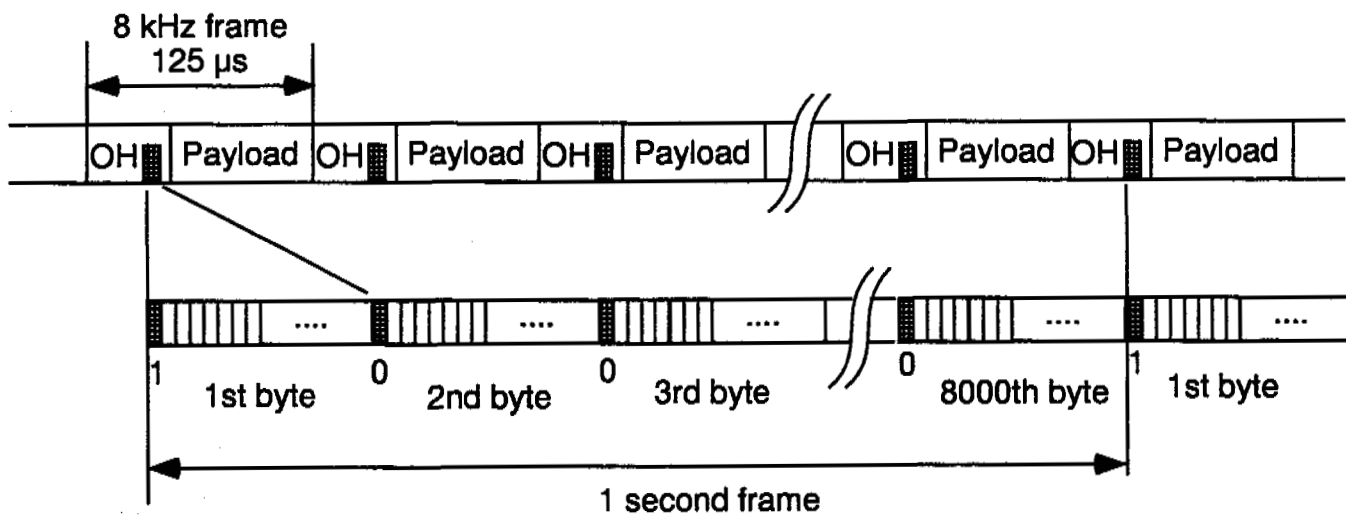 8 kHz frame
125 µs
OH Payload OH Payload OH Payload OH Payload OH Payload
.... .... .... .... ....
1 0 0 0 1
1st byte 2nd byte 3rd byte 8000th byte 1st byte
1 second frame